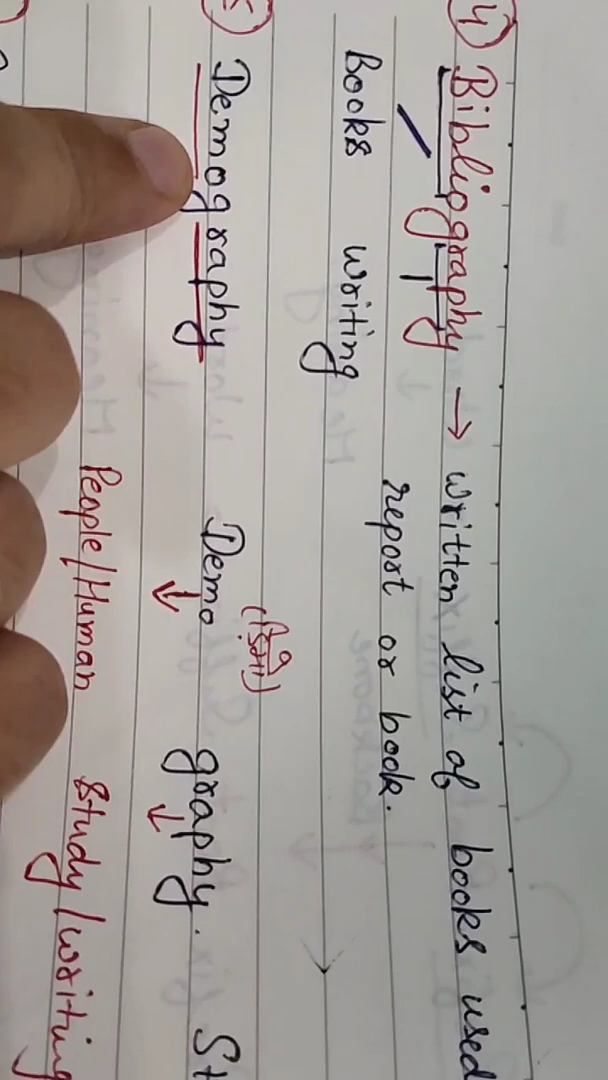 4) Bibliography → written list of books used
report or book.
Books writing
5) Demography Demo graphy. St
People/Human Study/writing